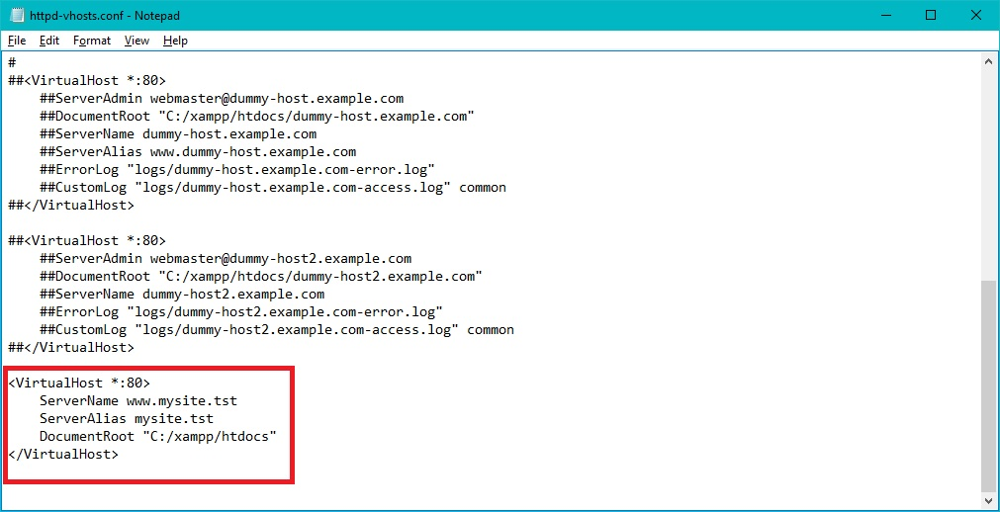 httpd-vhosts.conf - Notepad
File Edit Format View Help
#
##<VirtualHost *:80>
    ##ServerAdmin webmaster@dummy-host.example.com
    ##DocumentRoot "C:/xampp/htdocs/dummy-host.example.com"
    ##ServerName dummy-host.example.com
    ##ServerAlias www.dummy-host.example.com
    ##ErrorLog "logs/dummy-host.example.com-error.log"
    ##CustomLog "logs/dummy-host.example.com-access.log" common
##</VirtualHost>

##<VirtualHost *:80>
    ##ServerAdmin webmaster@dummy-host2.example.com
    ##DocumentRoot "C:/xampp/htdocs/dummy-host2.example.com"
    ##ServerName dummy-host2.example.com
    ##ErrorLog "logs/dummy-host2.example.com-error.log"
    ##CustomLog "logs/dummy-host2.example.com-access.log" common
##</VirtualHost>

<VirtualHost *:80>
    ServerName www.mysite.tst
    ServerAlias mysite.tst
    DocumentRoot "C:/xampp/htdocs"
</VirtualHost>